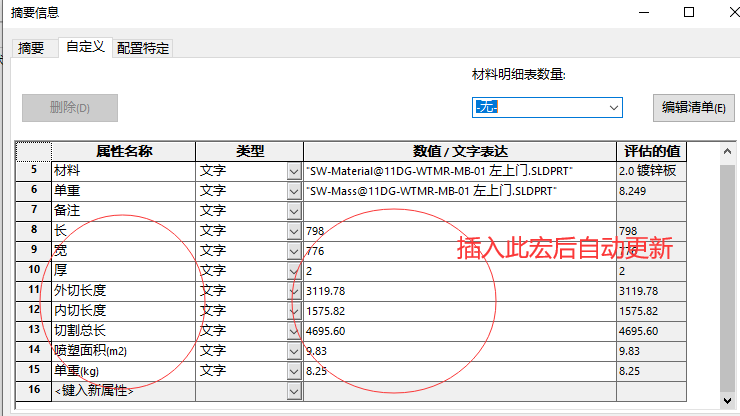 摘要信息
摘要 自定义 配置特定
材料明细表数量:
删除(D) -无- 编辑清单(E)
属性名称 类型 数值 / 文字表达 评估的值
5 材料 文字 "SW-Material@11DG-WTMR-MB-01 左上门.SLDPRT" 2.0 镀锌板
6 单重 文字 "SW-Mass@11DG-WTMR-MB-01 左上门.SLDPRT" 8.249
7 备注 文字
8 长 文字 798 798
9 宽 文字 776 776
插入此宏后自动更新
10 厚 文字 2 2
11 外切长度 文字 3119.78 3119.78
12 内切长度 文字 1575.82 1575.82
13 切割总长 文字 4695.60 4695.60
14 喷塑面积(m2) 文字 9.83 9.83
15 单重(kg) 文字 8.25 8.25
16 <键入新属性>